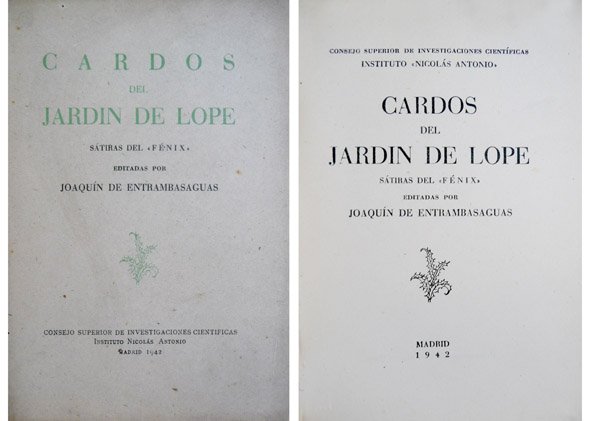 CARDOS
DEL
JARDIN DE LOPE
SÁTIRAS DEL «FÉNIX»
EDITADAS POR
JOAQUÍN DE ENTRAMBASAGUAS
CONSEJO SUPERIOR DE INVESTIGACIONES CIENTIFICAS
INSTITUTO NICOLÁS ANTONIO
MADRID 1942
CONSEJO SUPERIOR DE INVESTIGACIONES CIENTÍFICAS
INSTITUTO «NICOLÁS ANTONIO»
CARDOS
DEL
JARDIN DE LOPE
SÁTIRAS DEL «FÉNIX»
EDITADAS POR
JOAQUÍN DE ENTRAMBASAGUAS
MADRID
1942